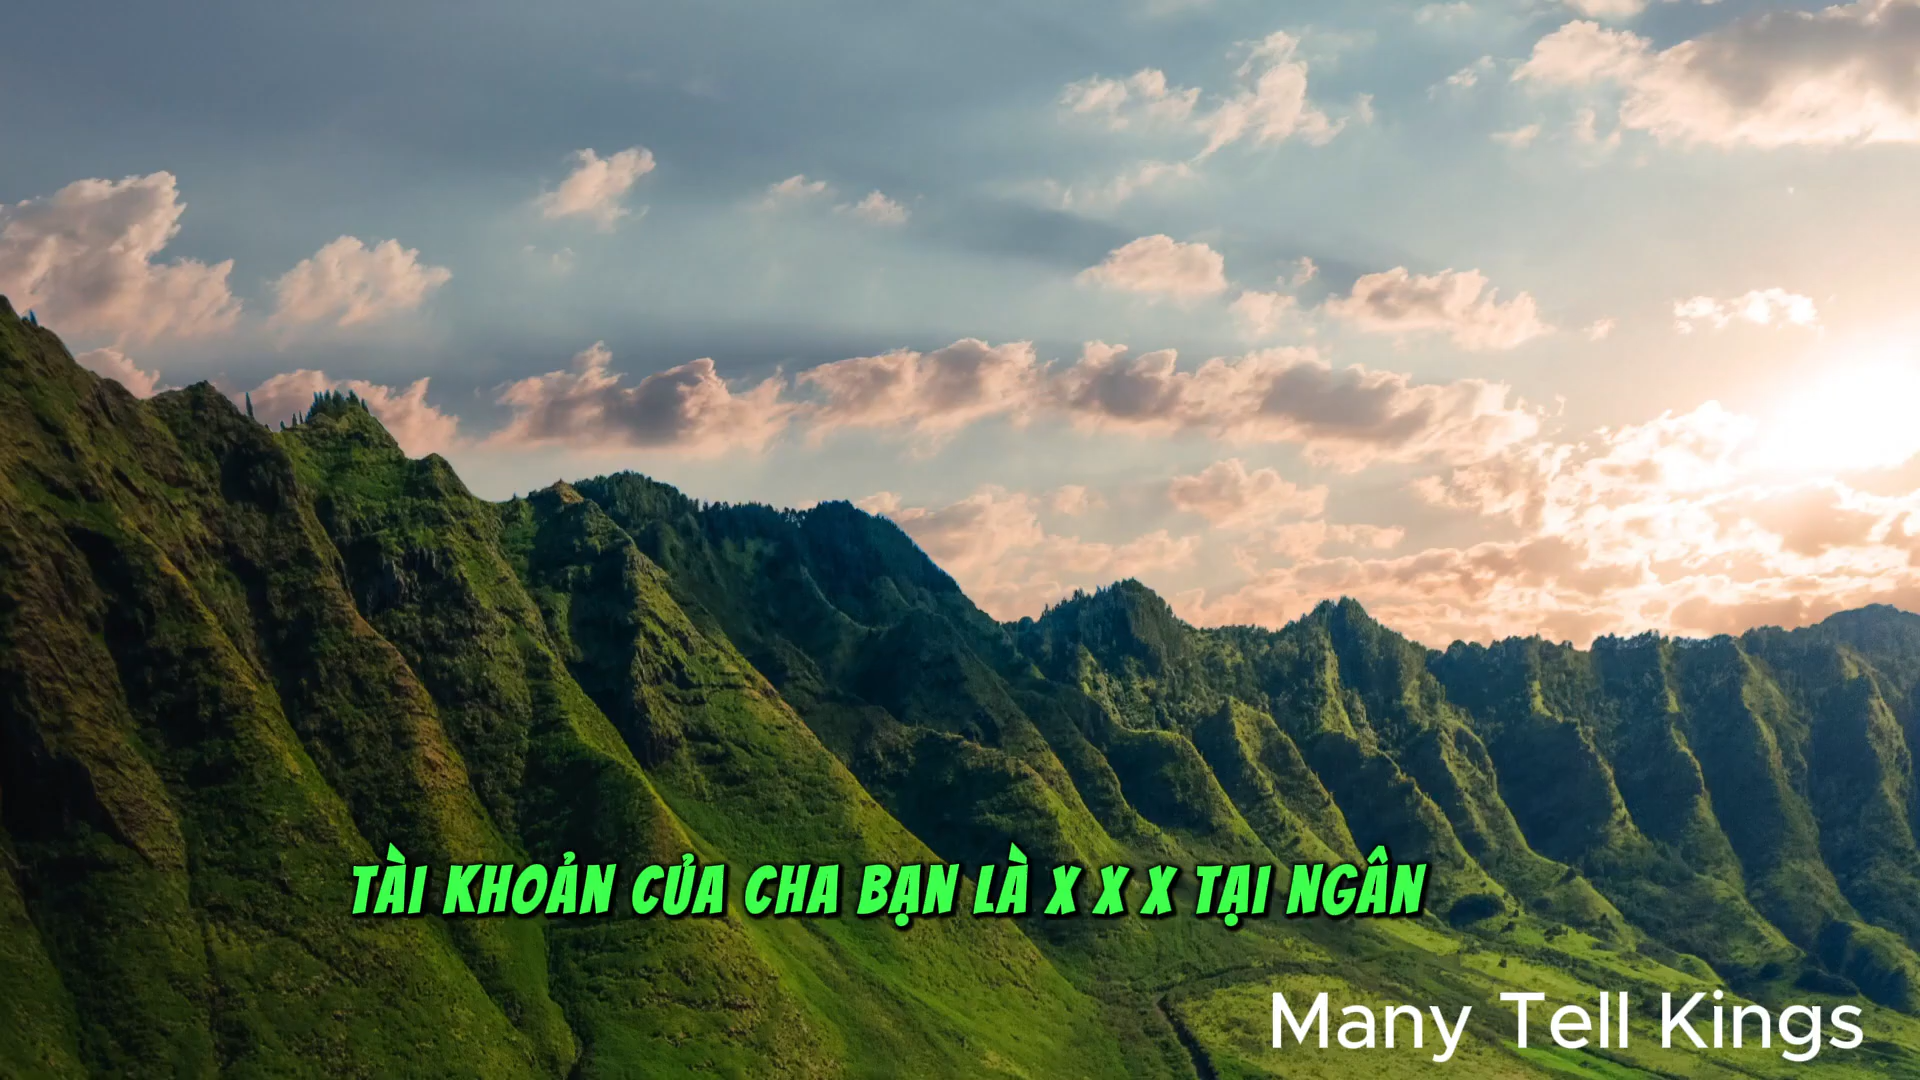 TÀI KHOẢN CỦA CHA BẠN LÀ X X X TẠI NGÂN
Many Tell Kings